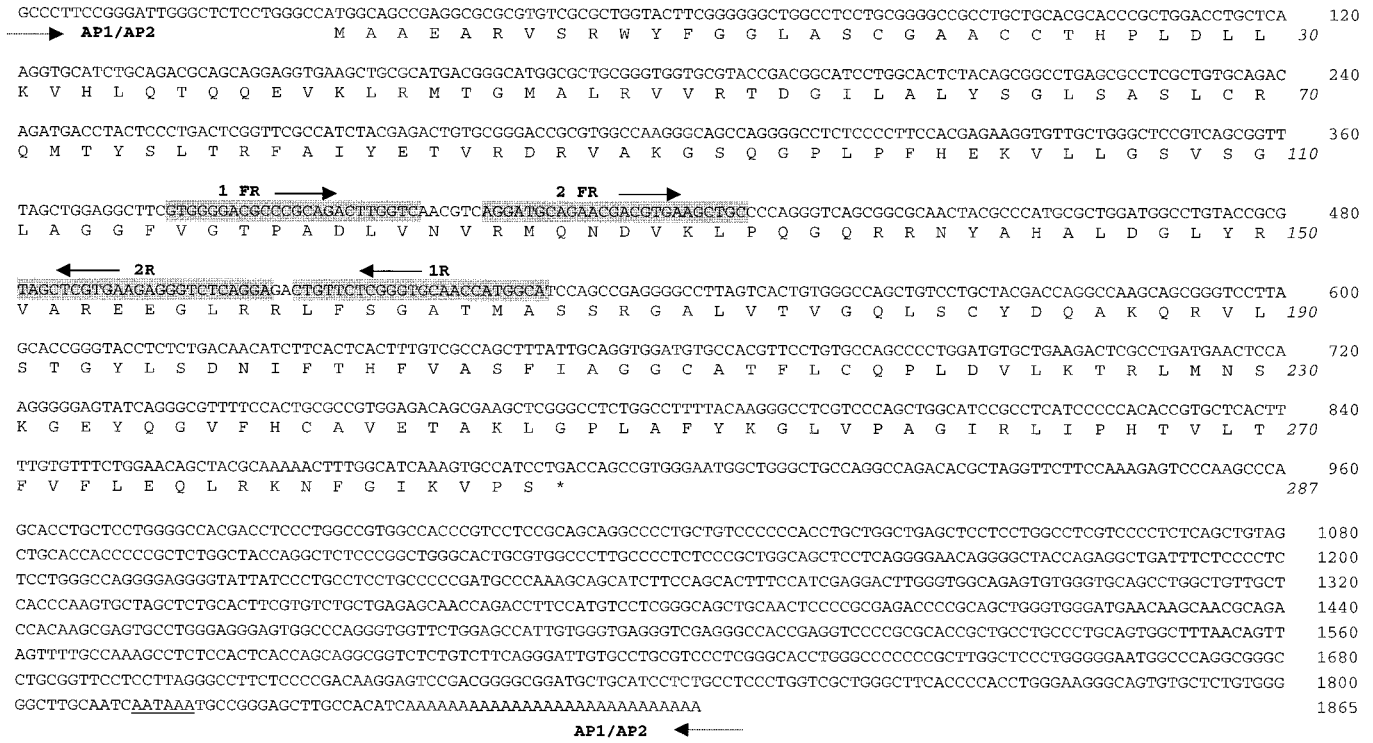 GCCCTTCCGGGATTGGGCTCTCCTGGGCCATGGCAGCCGAGGCGCGCGTGTCGCGCTGGTACTTCGGGGGGCTGGCCTCCTGCGGGGCCGCCTGCTGCACGCACCCGCTGGACCTGCTCA 120
AP1/AP2 M A A E A R V S R W Y F G G L A S C G A A C C T H P L D L L 30
AGGTGCATCTGCAGACGCAGCAGGAGGTGAAGCTGCGCATGACGGGCATGGCGCTGCGGGTGGTGCGTACCGACGGCATCCTGGCACTCTACAGCGGCCTGAGCGCCTCGCTGTGCAGAC 240
K V H L Q T Q Q E V K L R M T G M A L R V V R T D G I L A L Y S G L S A S L C R 70
AGATGACCTACTCCCTGACTCGGTTCGCCATCTACGAGACTGTGCGGGACCGCGTGGCCAAGGGCAGCCAGGGGCCTCTCCCCTTCCACGAGAAGGTGTTGCTGGGCTCCGTCAGCGGTT 360
Q M T Y S L T R F A I Y E T V R D R V A K G S Q G P L P F H E K V L L G S V S G 110
1 FR 2 FR
TAGCTGGAGGCTTCGTGGGGACGCCCGCAGACTTGGTCAACGTCAGGATGCAGAACGACGTGAAGCTGCCCCAGGGTCAGCGGCGCAACTACGCCCATGCGCTGGATGGCCTGTACCGCG 480
L A G G F V G T P A D L V N V R M Q N D V K L P Q G Q R R N Y A H A L D G L Y R 150
2R 1R
TAGCTCGTGAAGAGGGTCTCAGGAGACTGTTCTCGGGTGCAACCATGGCATCCAGCCGAGGGGCCTTAGTCACTGTGGGCCAGCTGTCCTGCTACGACCAGGCCAAGCAGCGGGTCCTTA 600
V A R E E G L R R L F S G A T M A S S R G A L V T V G Q L S C Y D Q A K Q R V L 190
GCACCGGGTACCTCTCTGACAACATCTTCACTCACTTTGTCGCCAGCTTTATTGCAGGTGGATGTGCCACGTTCCTGTGCCAGCCCCTGGATGTGCTGAAGACTCGCCTGATGAACTCCA 720
S T G Y L S D N I F T H F V A S F I A G G C A T F L C Q P L D V L K T R L M N S 230
AGGGGGAGTATCAGGGCGTTTTCCACTGCGCCGTGGAGACAGCGAAGCTCGGGCCTCTGGCCTTTTACAAGGGCCTCGTCCCAGCTGGCATCCGCCTCATCCCCCACACCGTGCTCACTT 840
K G E Y Q G V F H C A V E T A K L G P L A F Y K G L V P A G I R L I P H T V L T 270
TTGTGTTTCTGGAACAGCTACGCAAAAACTTTGGCATCAAAGTGCCATCCTGACCAGCCGTGGGAATGGCTGGGCTGCCAGGCCAGACACGCTAGGTTCTTCCAAAGAGTCCCAAGCCCA 960
F V F L E Q L R K N F G I K V P S * 287
GCACCTGCTCCTGGGGCCACGACCTCCCTGGCCGTGGCCACCCGTCCTCCGCAGCAGGCCCCTGCTGTCCCCCCACCTGCTGGCTGAGCTCCTCCTGGCCTCGTCCCCTCTCAGCTGTAG 1080
CTGCACCACCCCCGCTCTGGCTACCAGGCTCTCCCGGCTGGGCACTGCGTGGCCCTTGCCCCTCTCCCGCTGGCAGCTCCTCAGGGGAACAGGGGCTACCAGAGGCTGATTTCTCCCCTC 1200
TCCTGGGCCAGGGGAGGGGTATTATCCCTGCCTCCTGCCCCCGATGCCCAAAGCAGCATCTTCCAGCACTTTCCATCGAGGACTTGGGTGGCAGAGTGTGGGTGCAGCCTGGCTGTTGCT 1320
CACCCAAGTGCTAGCTCTGCACTTCGTGTCTGCTGAGAGCAACCAGACCTTCCATGTCCTCGGGCAGCTGCAACTCCCCGCGAGACCCCGCAGCTGGGTGGGATGAACAAGCAACGCAGA 1440
CCACAAGCGAGTGCCTGGGAGGGAGTGGCCCAGGGTGGTTCTGGAGCCATTGTGGGTGAGGGTCGAGGGCCACCGAGGTCCCCGCGCACCGCTGCCTGCCCTGCAGTGGCTTTAACAGTT 1560
AGTTTTGCCAAAGCCTCTCCACTCACCAGCAGGCGGTCTCTGTCTTCAGGGATTGTGCCTGCGTCCCTCGGGCACCTGGGCCCCCCCGCTTGGCTCCCTGGGGGAATGGCCCAGGCGGGC 1680
CTGCGGTTCCTCCTTAGGGCCTTCTCCCCGACAAGGAGTCCGACGGGGCGGATGCTGCATCCTCTGCCTCCCTGGTCGCTGGGCTTCACCCCACCTGGGAAGGGCAGTGTGCTCTGTGGG 1800
GGCTTGCAATCAATAAATGCCGGGAGCTTGCCACATCAAAAAAAAAAAAAAAAAAAAAAAAAAAA 1865
AP1/AP2